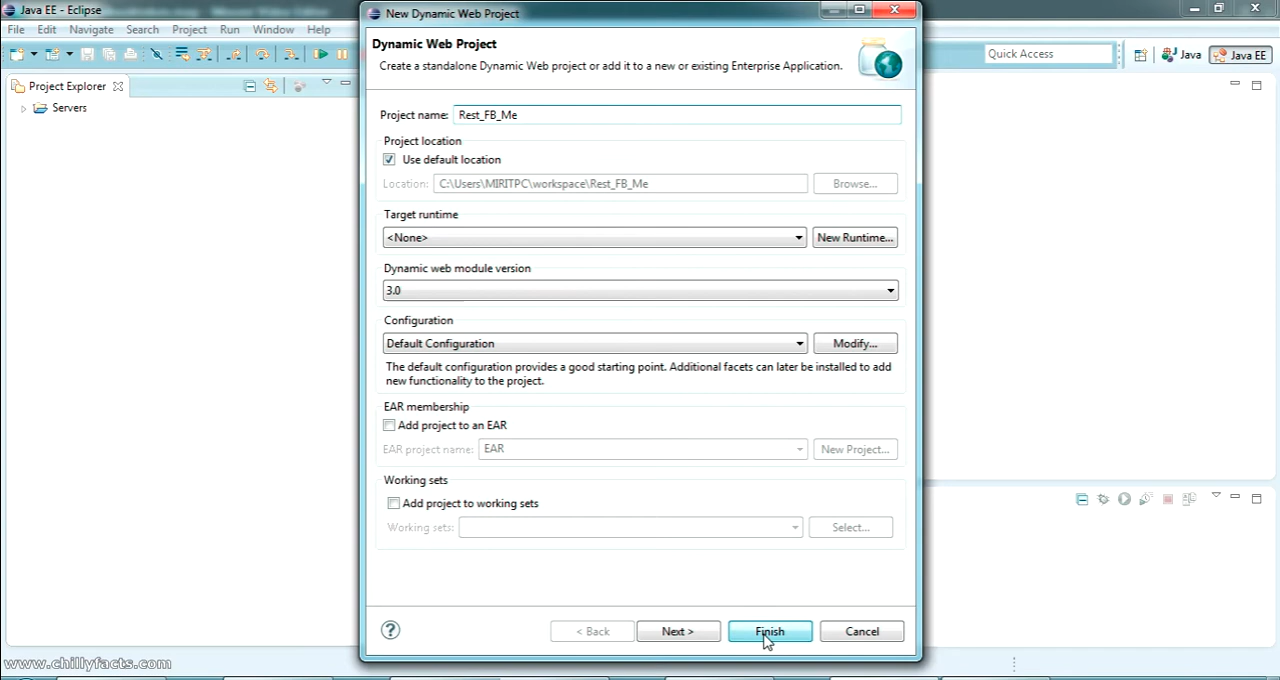 Java EE - Eclipse
File Edit Navigate Search Project Run Window Help
Quick Access
Java
Java EE
Project Explorer
Servers
New Dynamic Web Project
Dynamic Web Project
Create a standalone Dynamic Web project or add it to a new or existing Enterprise Application.
Project name: Rest_FB_Me
Project location
Use default location
Location: C:\Users\MIRITPC\workspace\Rest_FB_Me Browse...
Target runtime
<None> New Runtime...
Dynamic web module version
3.0
Configuration
Default Configuration Modify...
The default configuration provides a good starting point. Additional facets can later be installed to add
new functionality to the project.
EAR membership
Add project to an EAR
EAR project name: EAR New Project...
Working sets
Add project to working sets
Working sets: Select...
< Back Next > Finish Cancel
www.chillyfacts.com